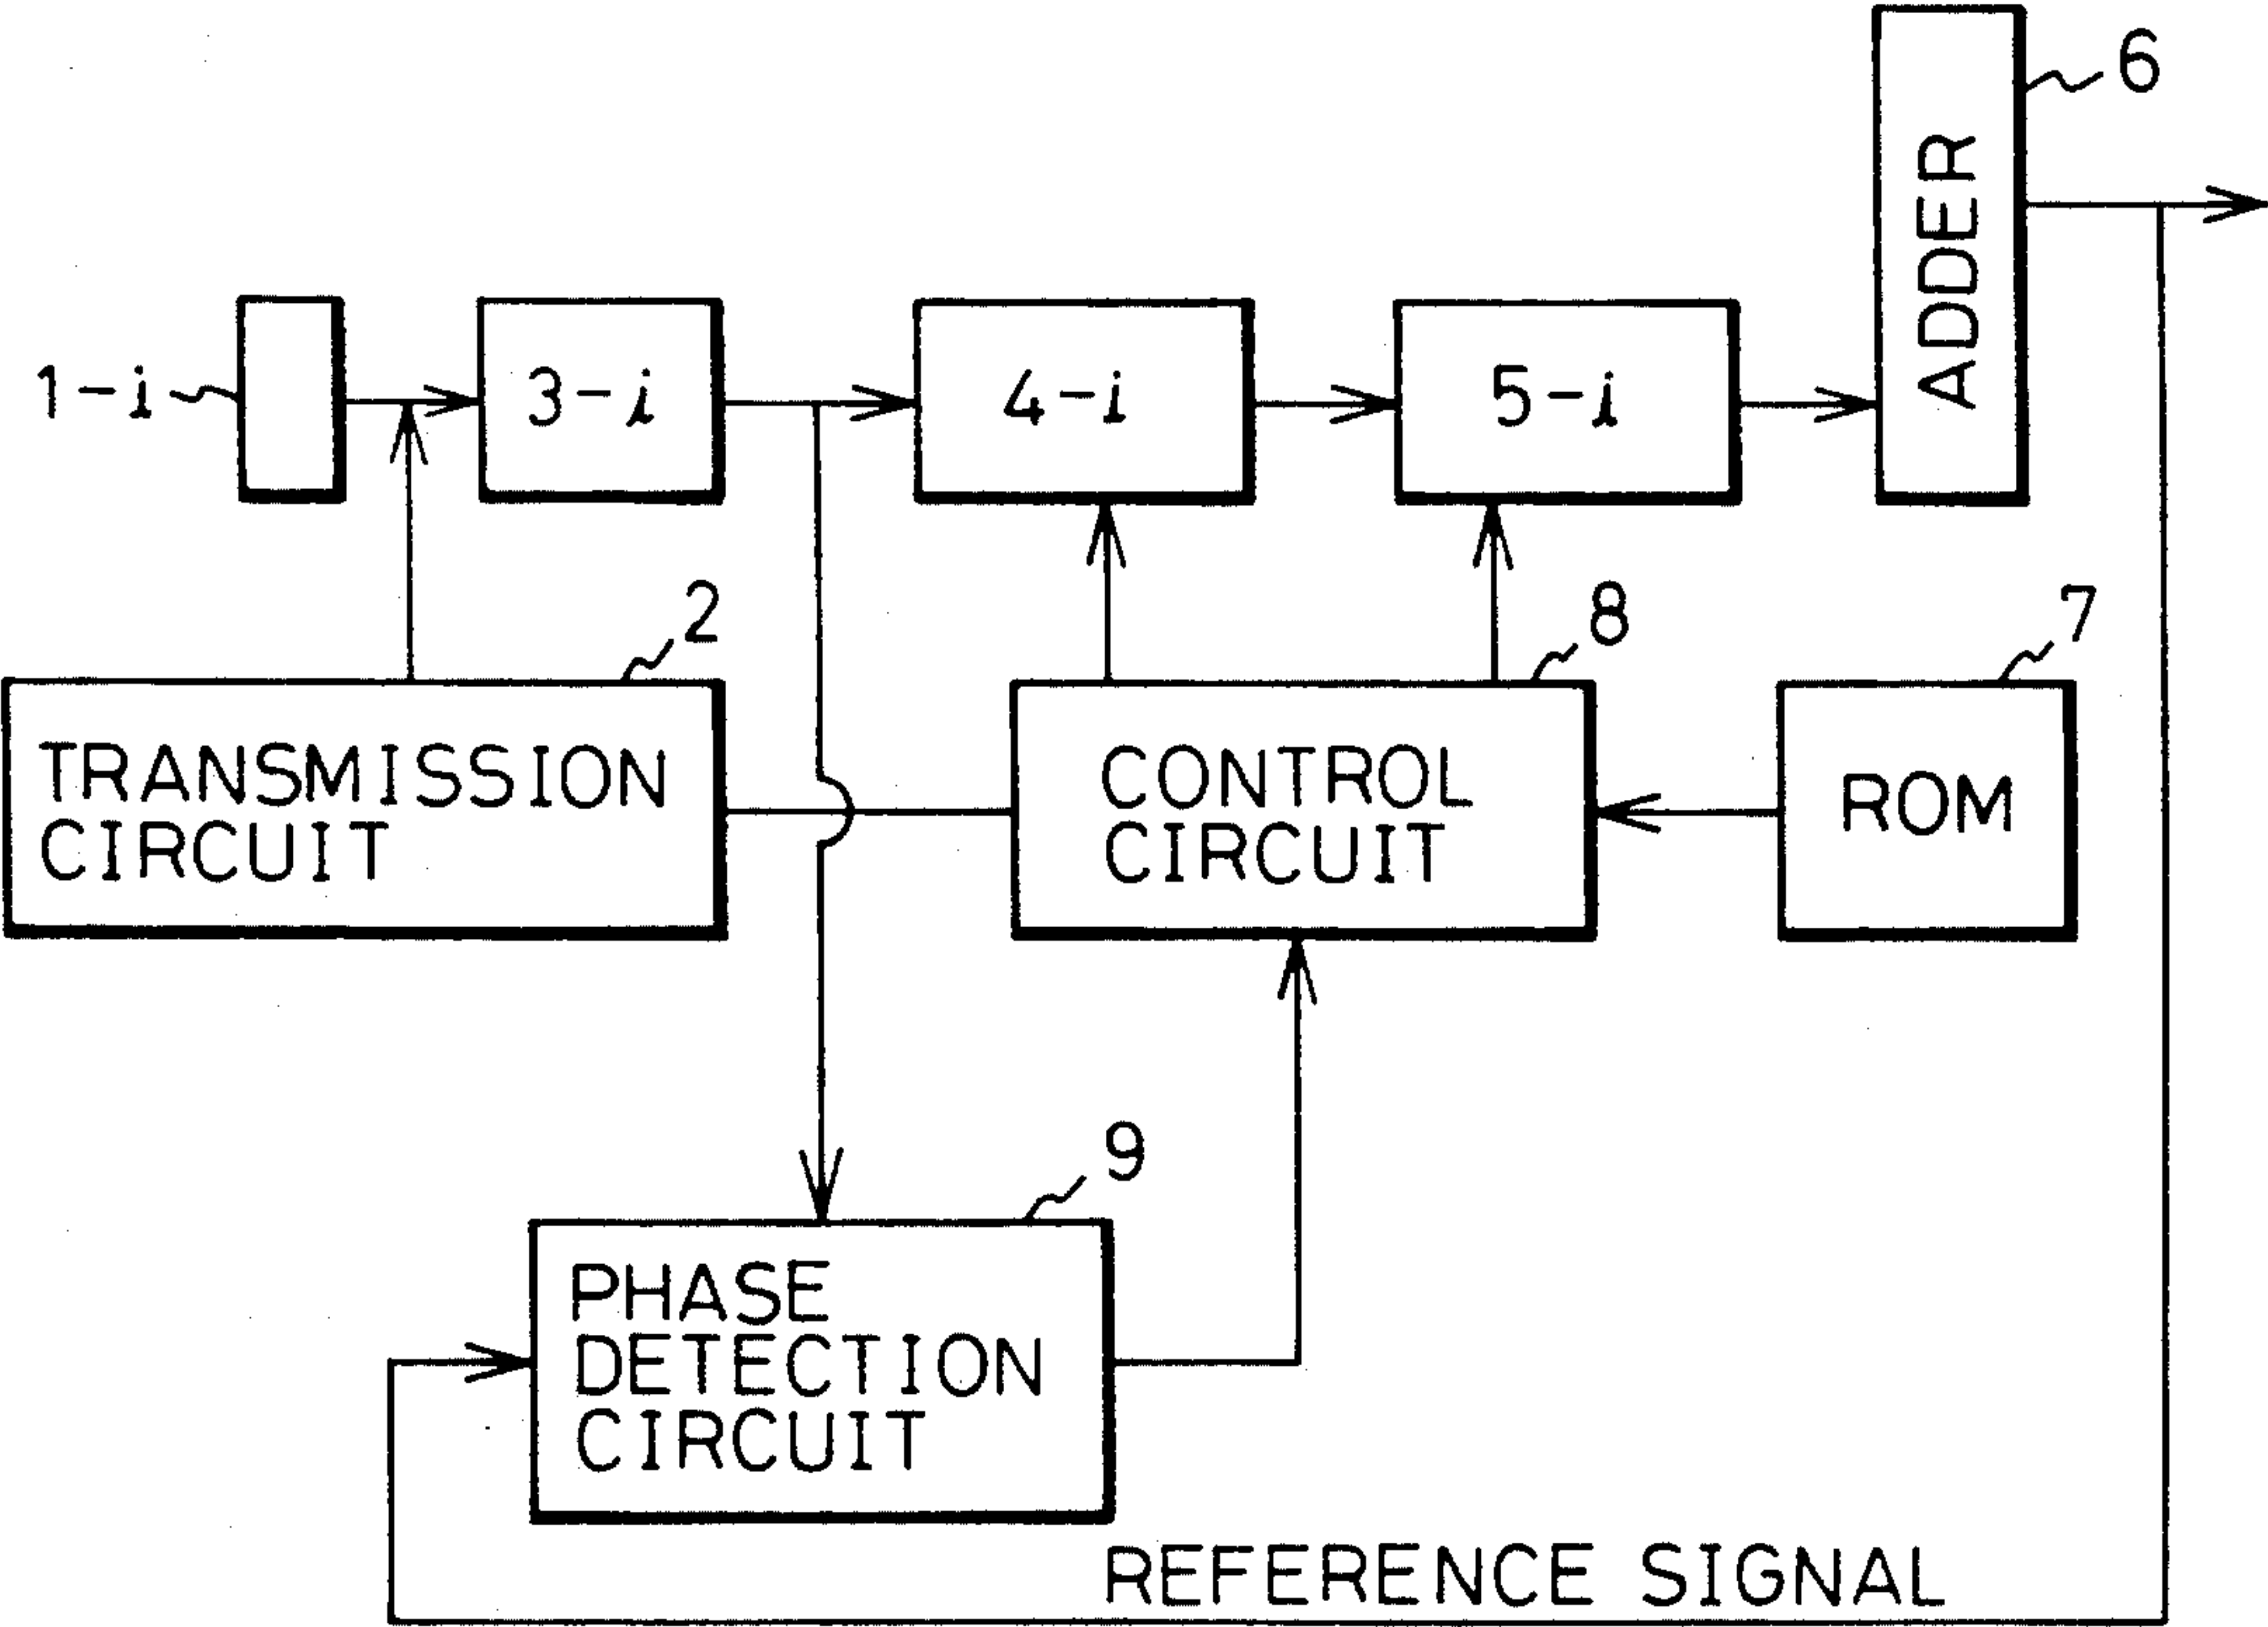 6
ADDER
1-i
3-i
4-i
5-i
2
8
7
TRANSMISSION
CIRCUIT
CONTROL
CIRCUIT
ROM
9
PHASE
DETECTION
CIRCUIT
REFERENCE SIGNAL